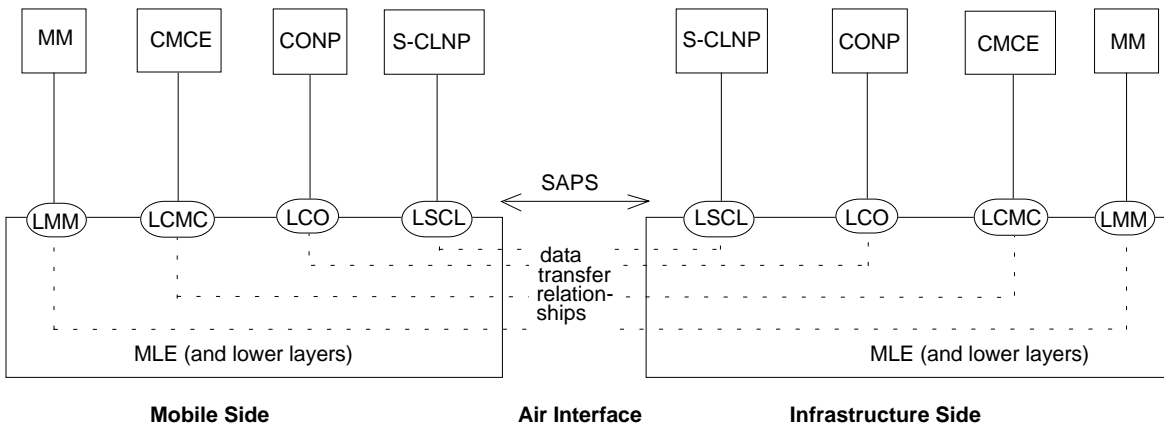 MM
CMCE
CONP
S-CLNP
S-CLNP
CONP
CMCE
MM
SAPS
LMM
LCMC
LCO
LSCL
LSCL
LCO
LCMC
LMM
data
transfer
relation-
ships
MLE (and lower layers)
MLE (and lower layers)
Mobile Side
Air Interface
Infrastructure Side